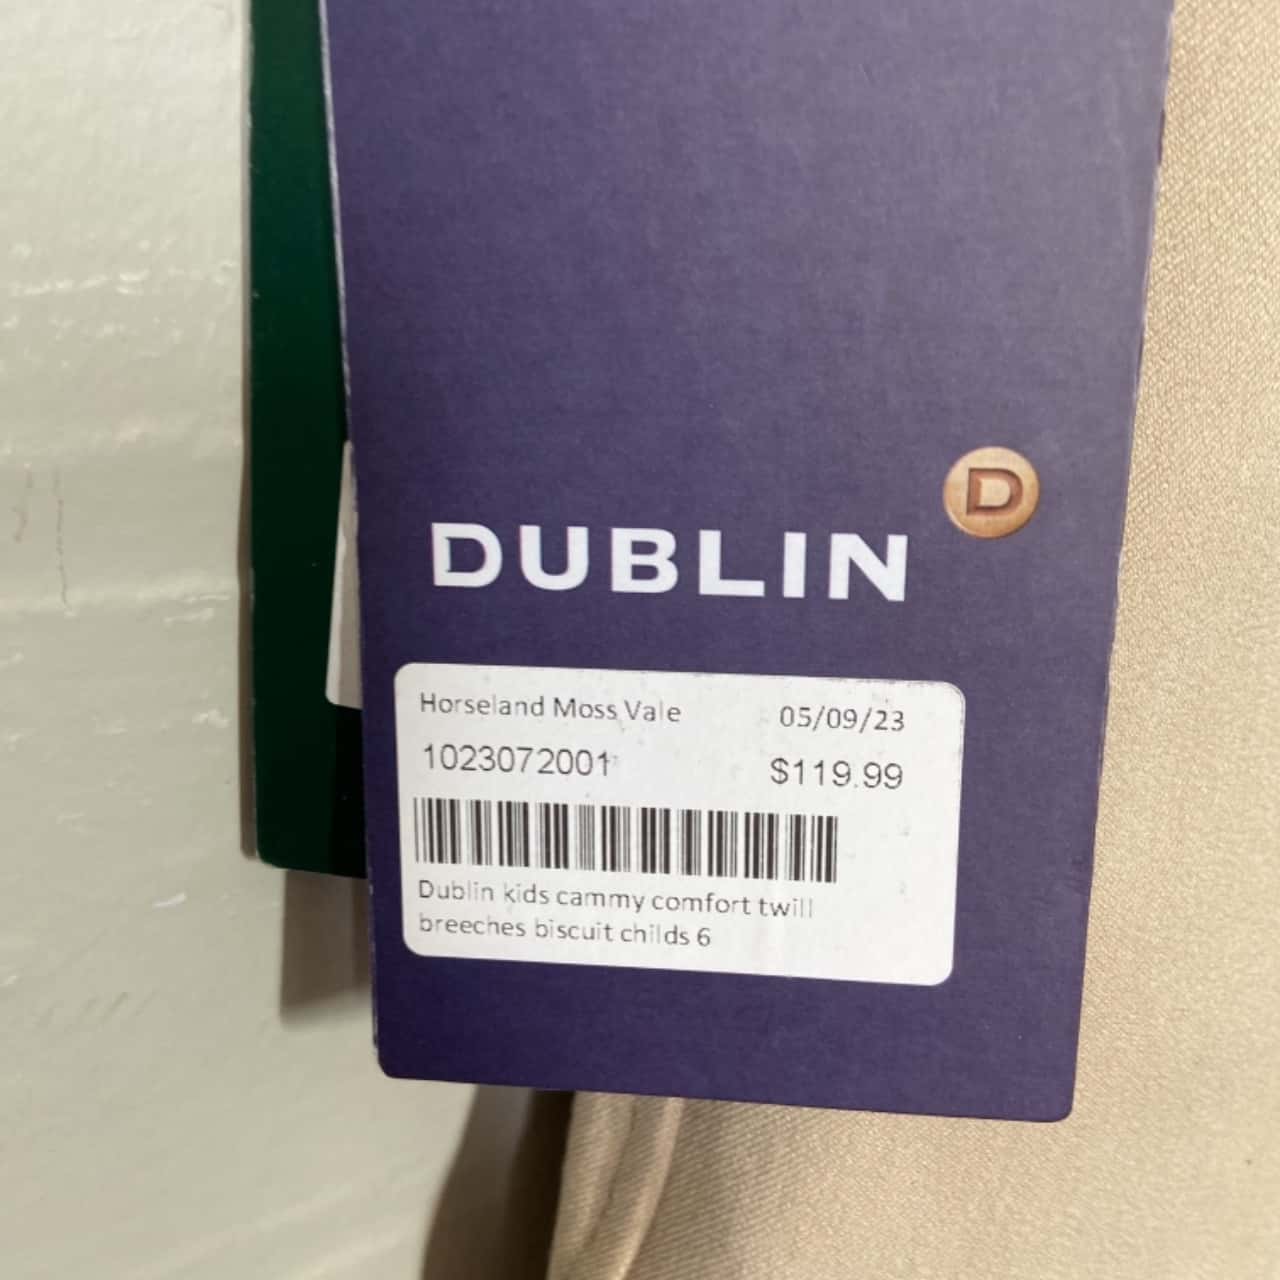 D
DUBLIN
Horseland Moss Vale 05/09/23
1023072001 $119.99
Dublin kids cammy comfort twill
breeches biscuit childs 6